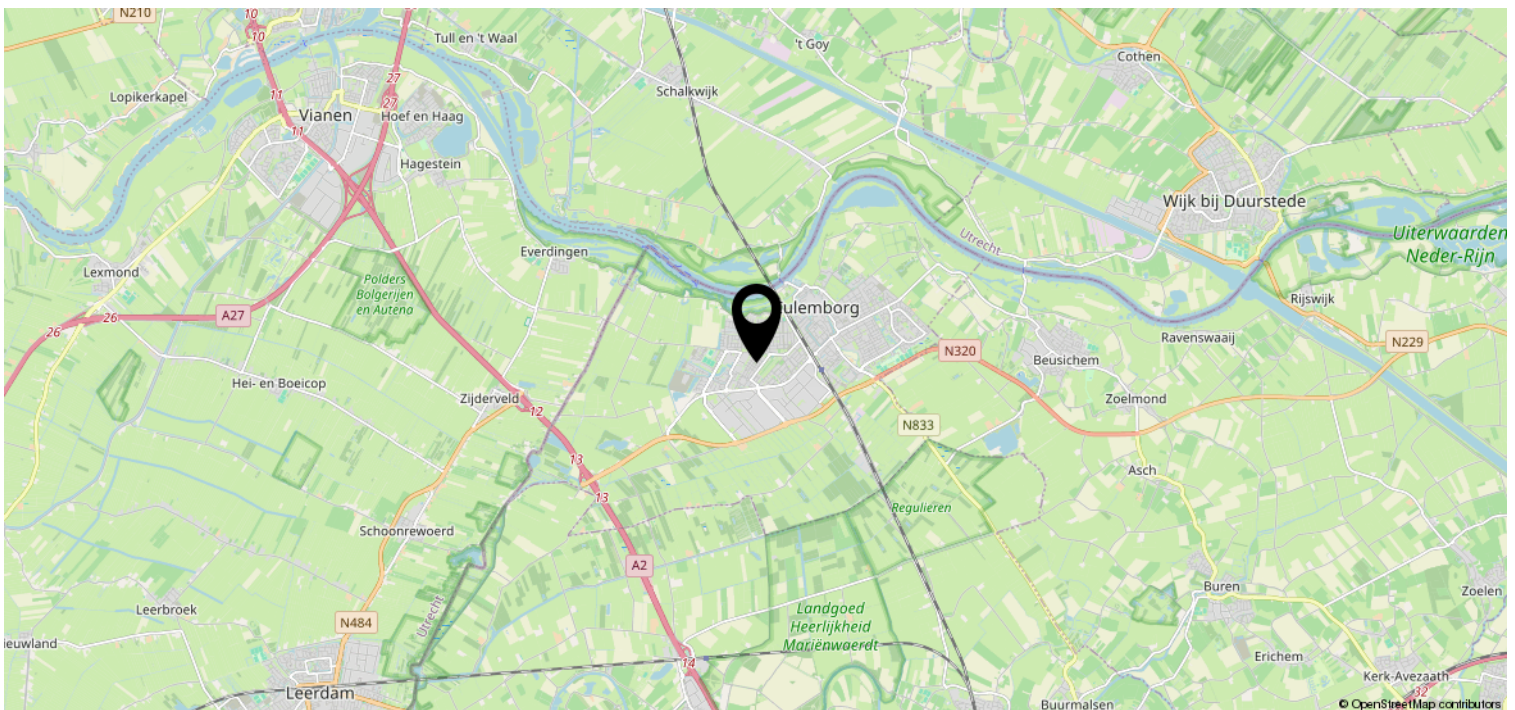 N210
10
10
Tull en 't Waal
't Goy
Cothen
27
Schalkwijk
Lopikerkapel
11
27
Vianen
Hoef en Haag
11
Hagestein
Wijk bij Duurstede
Utrecht
Uiterwaarden
Neder-Rijn
Everdingen
Lexmond
Polders
Bolgerijen
en Autena
Rijswijk
ulemborg
A27
26
26
Ravenswaaij
N229
N320
Beusichem
Hei- en Boeicop
Zijderveld
12
Zoelmond
N833
13
13
Asch
Regulieren
Schoonrewoerd
A2
Buren
Zoelen
Leerbroek
Utrecht
Landgoed
Heerlijkheid
Mariënwaerdt
N484
ieuwland
Erichem
14
Kerk-Avezaath
32
Leerdam
Buurmalsen
© OpenStreetMap contributors